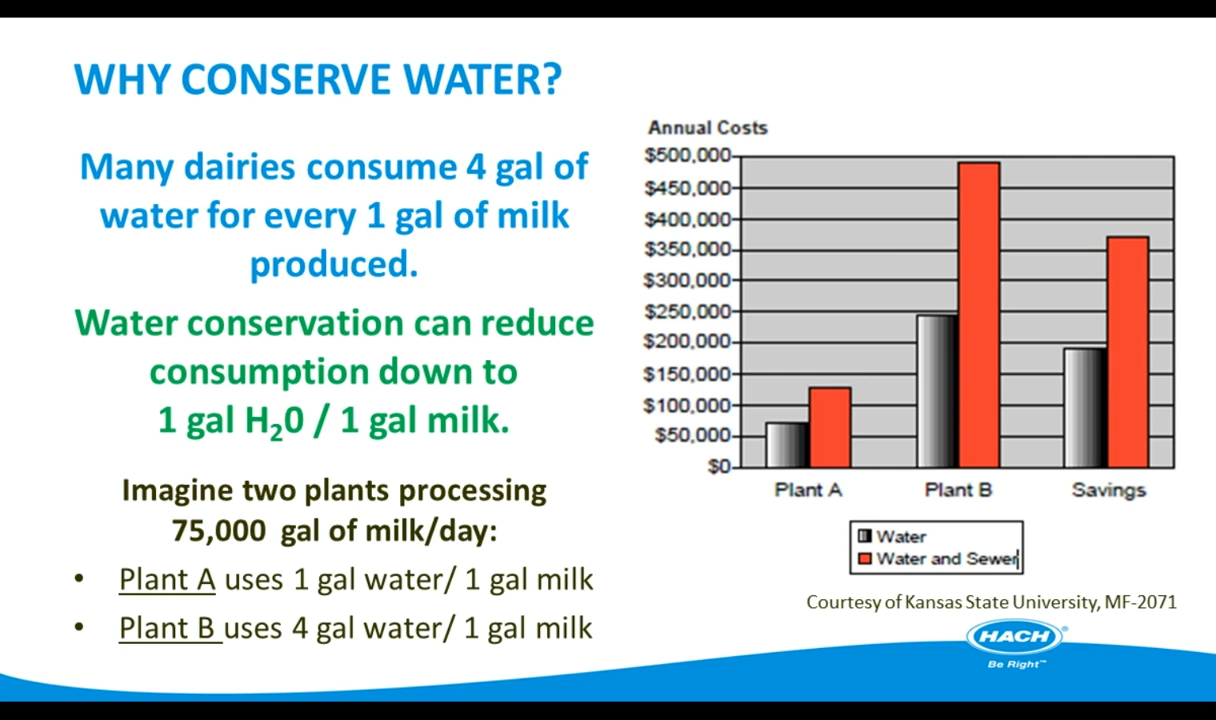 WHY CONSERVE WATER?
Many dairies consume 4 gal of
water for every 1 gal of milk
produced.
Water conservation can reduce
consumption down to
1 gal H₂0 / 1 gal milk.
Imagine two plants processing
75,000 gal of milk/day:
• Plant A uses 1 gal water/ 1 gal milk
• Plant B uses 4 gal water/ 1 gal milk
Annual Costs
$500,000
$450,000
$400,000
$350,000
$300,000
$250,000
$200,000
$150,000
$100,000
$50,000
$0
Plant A Plant B Savings
Water
Water and Sewer
Courtesy of Kansas State University, MF-2071
HACH®
Be Right™